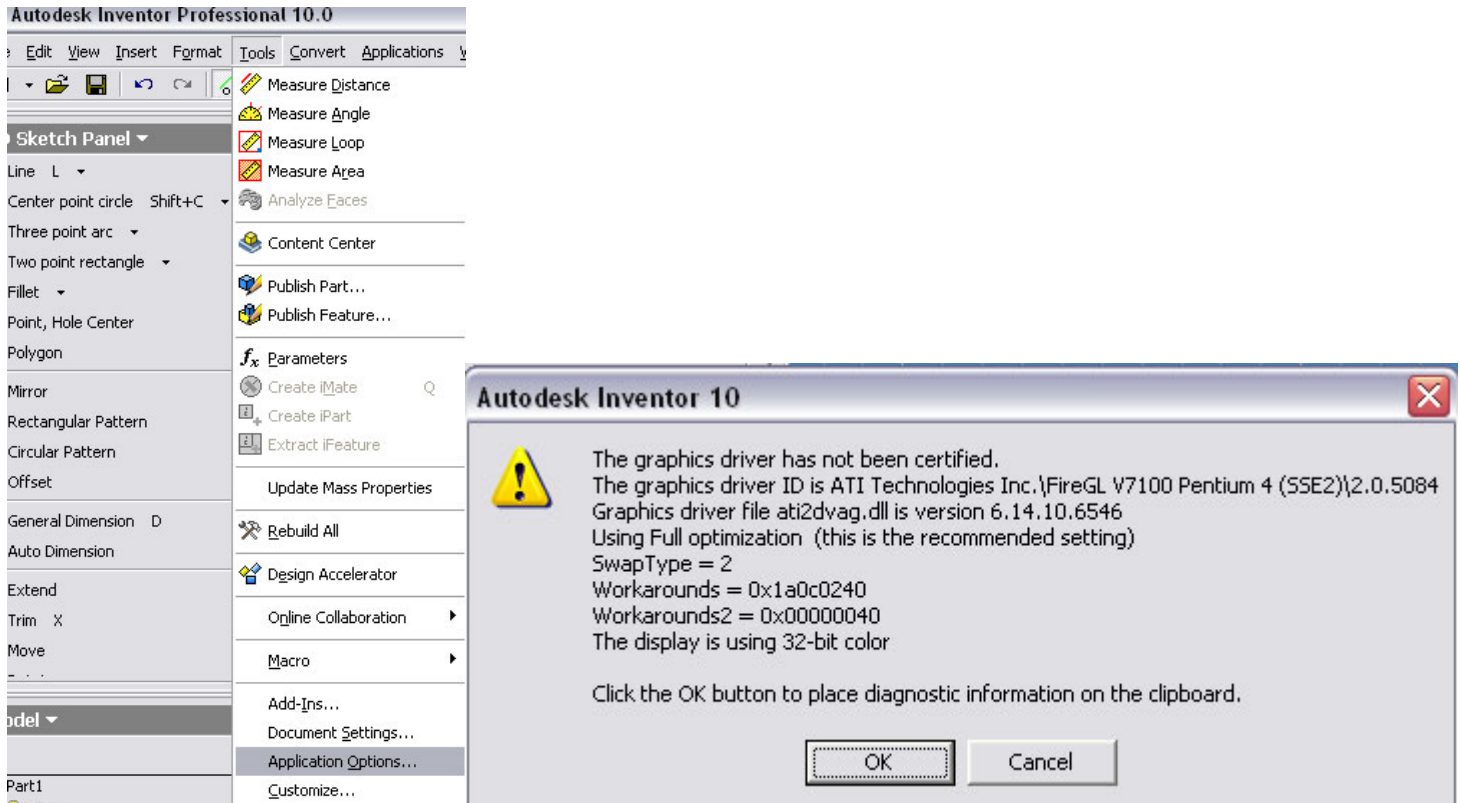 Autodesk Inventor Professional 10.0
Edit View Insert Format Tools Convert Applications
Sketch Panel
Line L
Center point circle Shift+C
Three point arc
Two point rectangle
Fillet
Point, Hole Center
Polygon
Mirror
Rectangular Pattern
Circular Pattern
Offset
General Dimension D
Auto Dimension
Extend
Trim X
Move
Part1
Measure Distance
Measure Angle
Measure Loop
Measure Area
Analyze Faces
Content Center
Publish Part...
Publish Feature...
fx Parameters
Create iMate Q
Create iPart
Extract iFeature
Update Mass Properties
Rebuild All
Design Accelerator
Online Collaboration
Macro
Add-Ins...
Document Settings...
Application Options...
Customize...
Autodesk Inventor 10
The graphics driver has not been certified.
The graphics driver ID is ATI Technologies Inc.\FireGL V7100 Pentium 4 (SSE2)\2.0.5084
Graphics driver file ati2dvag.dll is version 6.14.10.6546
Using Full optimization (this is the recommended setting)
SwapType = 2
Workarounds = 0x1a0c0240
Workarounds2 = 0x00000040
The display is using 32-bit color
Click the OK button to place diagnostic information on the clipboard.
OK
Cancel